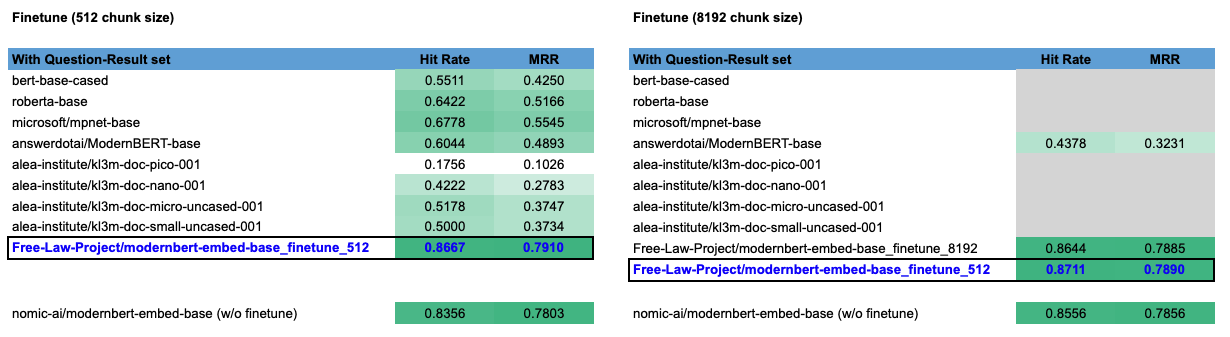 Finetune (512 chunk size)
With Question-Result set Hit Rate MRR
bert-base-cased 0.5511 0.4250
roberta-base 0.6422 0.5166
microsoft/mpnet-base 0.6778 0.5545
answerdotai/ModernBERT-base 0.6044 0.4893
alea-institute/kl3m-doc-pico-001 0.1756 0.1026
alea-institute/kl3m-doc-nano-001 0.4222 0.2783
alea-institute/kl3m-doc-micro-uncased-001 0.5178 0.3747
alea-institute/kl3m-doc-small-uncased-001 0.5000 0.3734
Free-Law-Project/modernbert-embed-base_finetune_512 0.8667 0.7910
nomic-ai/modernbert-embed-base (w/o finetune) 0.8356 0.7803
Finetune (8192 chunk size)
With Question-Result set Hit Rate MRR
bert-base-cased
roberta-base
microsoft/mpnet-base
answerdotai/ModernBERT-base 0.4378 0.3231
alea-institute/kl3m-doc-pico-001
alea-institute/kl3m-doc-nano-001
alea-institute/kl3m-doc-micro-uncased-001
alea-institute/kl3m-doc-small-uncased-001
Free-Law-Project/modernbert-embed-base_finetune_8192 0.8644 0.7885
Free-Law-Project/modernbert-embed-base_finetune_512 0.8711 0.7890
nomic-ai/modernbert-embed-base (w/o finetune) 0.8556 0.7856